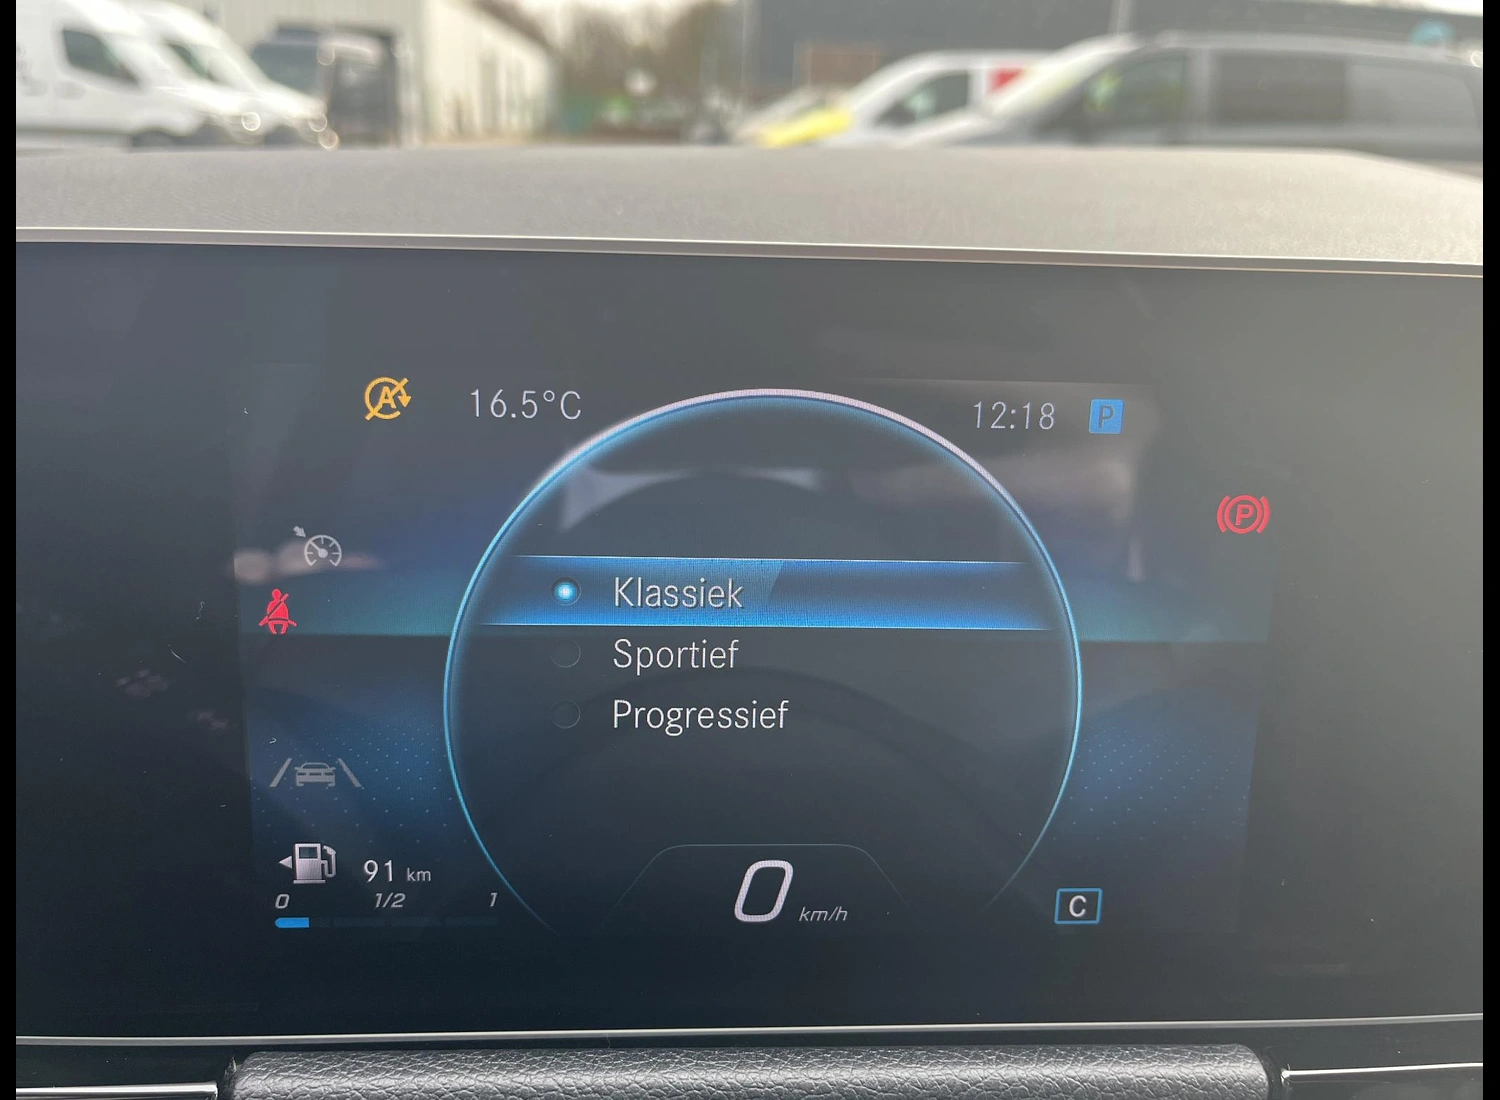 A 16.5°C 12:18 P
P
Klassiek
Sportief
Progressief
91 km
0 1/2 1
0 km/h
C